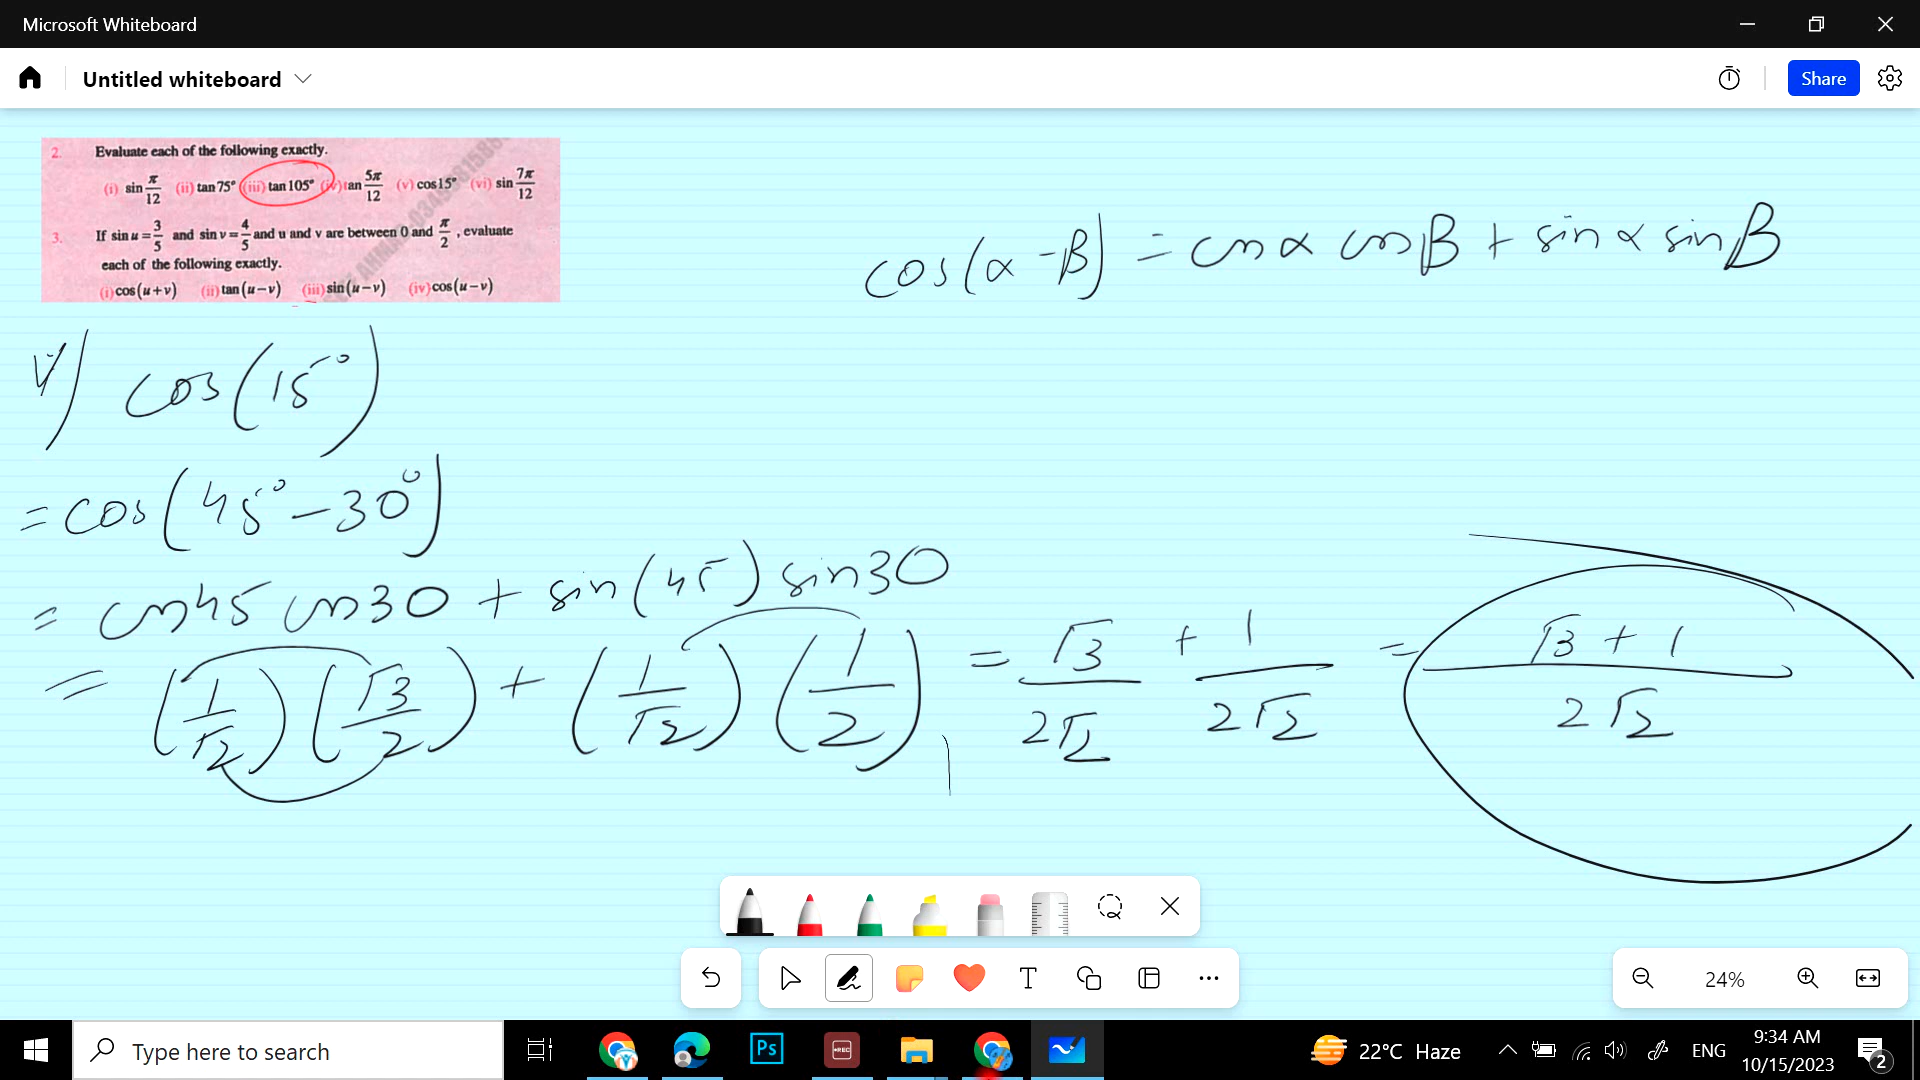 Microsoft Whiteboard
Untitled whiteboard
Share
2. Evaluate each of the following exactly.
(i) sin π/12 (ii) tan 75° (iii) tan 105° (iv) tan 5π/12 (v) cos 15° (vi) sin 7π/12
3. If sin u = 3/5 and sin v = 4/5 and u and v are between 0 and π/2, evaluate
each of the following exactly.
(i) cos(u+v) (ii) tan(u−v) (iii) sin(u−v) (iv) cos(u−v)
cos(α−β) = cos α cos β + sin α sin β
v) cos(15°)
= cos(45°−30°)
= cos45 cos30 + sin(45) sin30
= (1/√2)(√3/2) + (1/√2)(1/2) = √3/2√2 + 1/2√2 = √3 + 1/2√2
24%
Type here to search
Ps
REC
22°C Haze
ENG
9:34 AM
10/15/2023
2